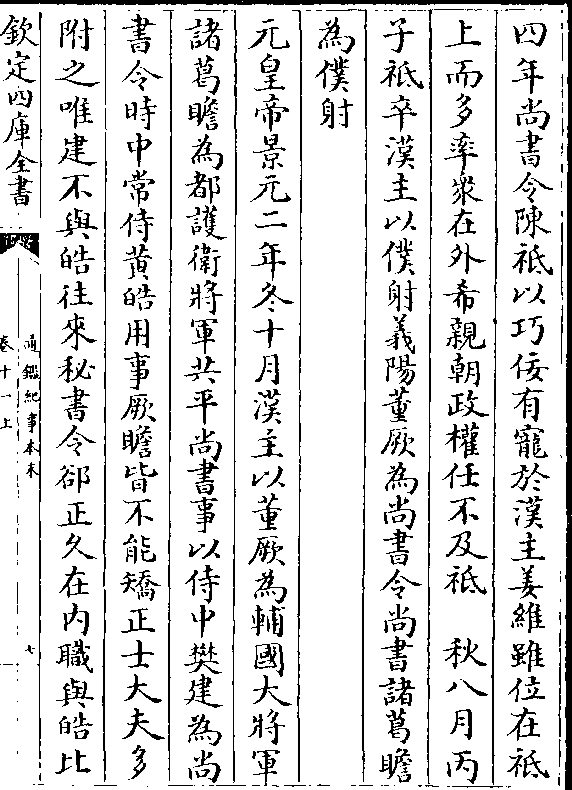 四年尚書令陳祗以巧佞有寵於漢主姜維雖位在祗
上而多率衆在外希親朝政權任不及祗　秋八月丙
子祗卒漢主以僕射義陽董厥為尚書令尚書諸葛瞻
為僕射
元皇帝景元二年冬十月漢主以董厥為輔國大將軍
諸葛瞻為都護衛將軍共平尚書事以侍中樊建為尚
書令時中常侍黄皓用事厥瞻皆不能矯正士大夫多
附之唯建不與皓往來秘書令郤正久在内職與皓比
欽定四庫全書
通鑑紀事本末
卷十一上
七